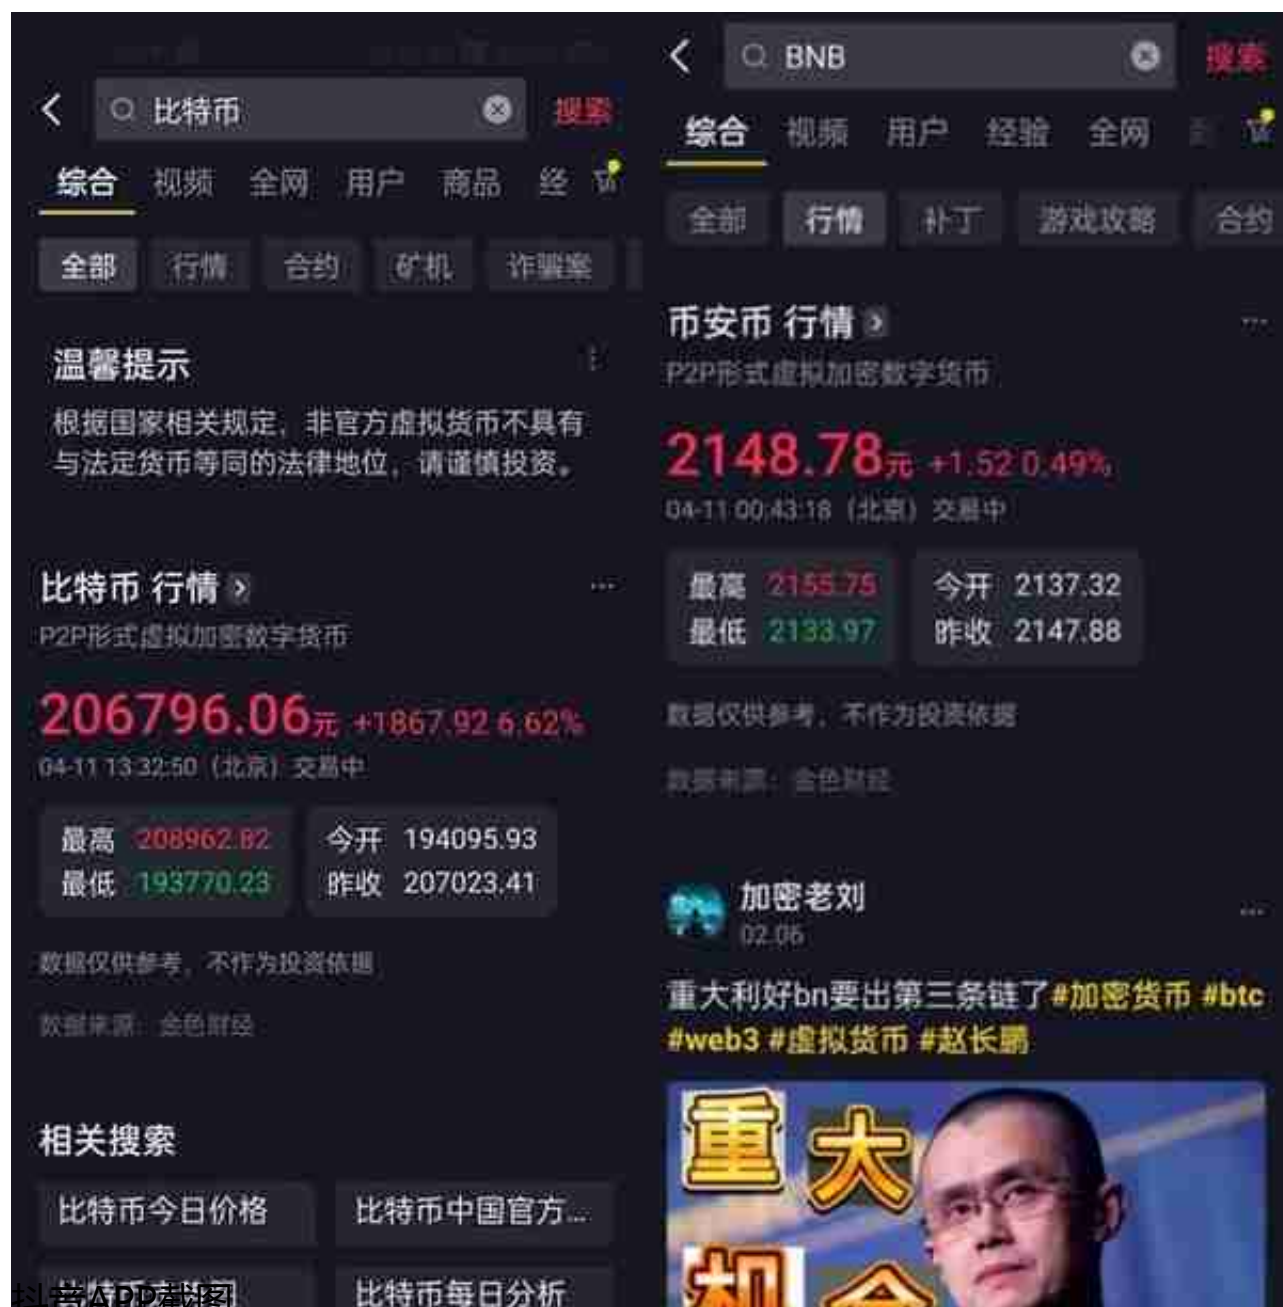 比特币
搜索
综合 视频 全网 用户 商品 经
全部 行情 合约 矿机 诈骗案
温馨提示
根据国家相关规定，非官方虚拟货币不具有
与法定货币等同的法律地位，请谨慎投资。
比特币 行情
P2P形式虚拟加密数字货币
206796.06元 +1867.92 6.62%
04-11 13:32:50（北京）交易中
最高 208962.82 今开 194095.93
最低 193770.23 昨收 207023.41
数据仅供参考，不作为投资依据
数据来源：金色财经
相关搜索
比特币今日价格 比特币中国官方...
比特币每日分析
抖音APP截图
BNB
搜索
综合 视频 用户 经验 全网
全部 行情 补丁 游戏攻略 合约
币安币 行情
P2P形式虚拟加密数字货币
2148.78元 +1.52 0.49%
04-11 00:43:18（北京）交易中
最高 2155.75 今开 2137.32
最低 2133.97 昨收 2147.88
数据仅供参考，不作为投资依据
数据来源：金色财经
加密老刘
02.06
重大利好bn要出第三条链了#加密货币 #btc
#web3 #虚拟货币 #赵长鹏
重大
机会